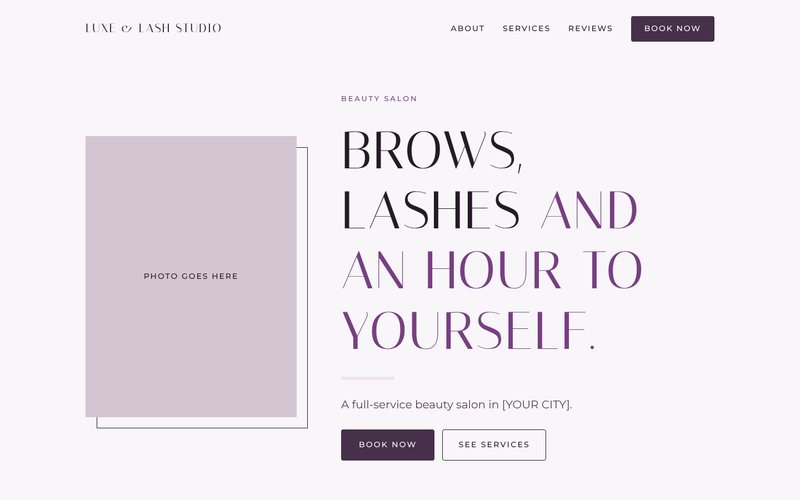 LUXE & LASH STUDIO
ABOUT
SERVICES
REVIEWS
BOOK NOW
BEAUTY SALON
BROWS,
LASHES AND
AN HOUR TO
YOURSELF.
PHOTO GOES HERE
A full-service beauty salon in [YOUR CITY].
BOOK NOW
SEE SERVICES